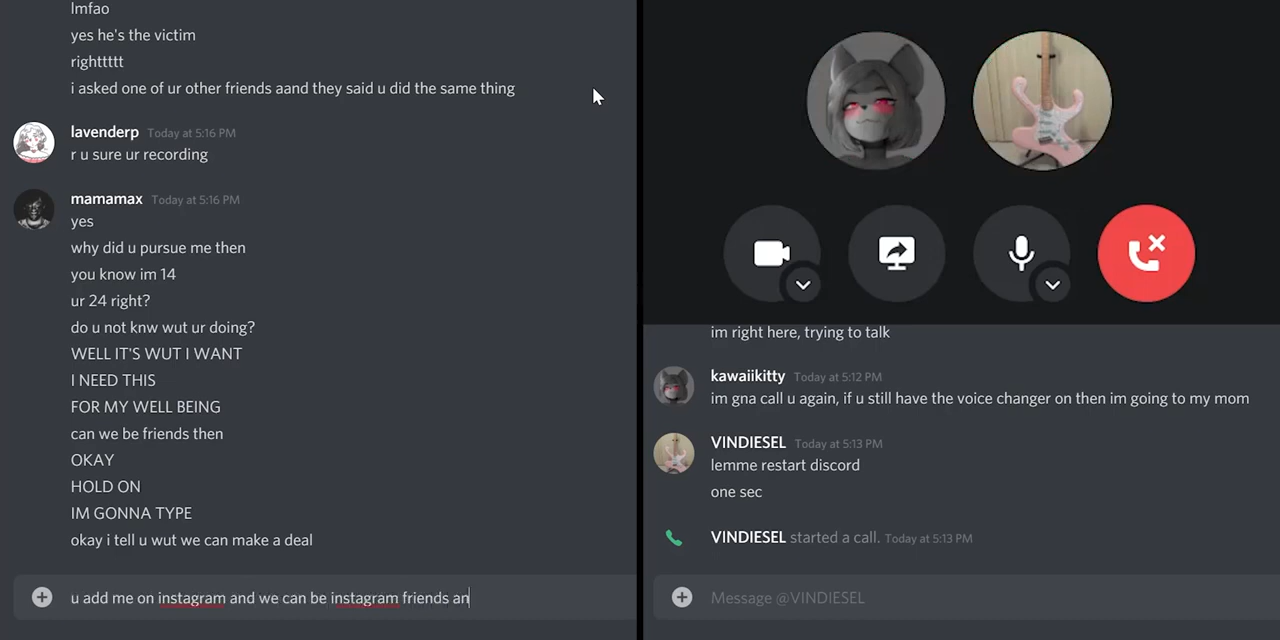 lmfao
yes he's the victim
righttttt
i asked one of ur other friends aand they said u did the same thing
lavenderp Today at 5:16 PM
r u sure ur recording
mamamax Today at 5:16 PM
yes
why did u pursue me then
you know im 14
ur 24 right?
do u not knw wut ur doing?
WELL IT'S WUT I WANT
I NEED THIS
FOR MY WELL BEING
can we be friends then
OKAY
HOLD ON
IM GONNA TYPE
okay i tell u wut we can make a deal
u add me on instagram and we can be instagram friends an
im right here, trying to talk
kawaiikitty Today at 5:12 PM
im gna call u again, if u still have the voice changer on then im going to my mom
VINDIESEL Today at 5:13 PM
lemme restart discord
one sec
VINDIESEL started a call. Today at 5:13 PM
Message @VINDIESEL